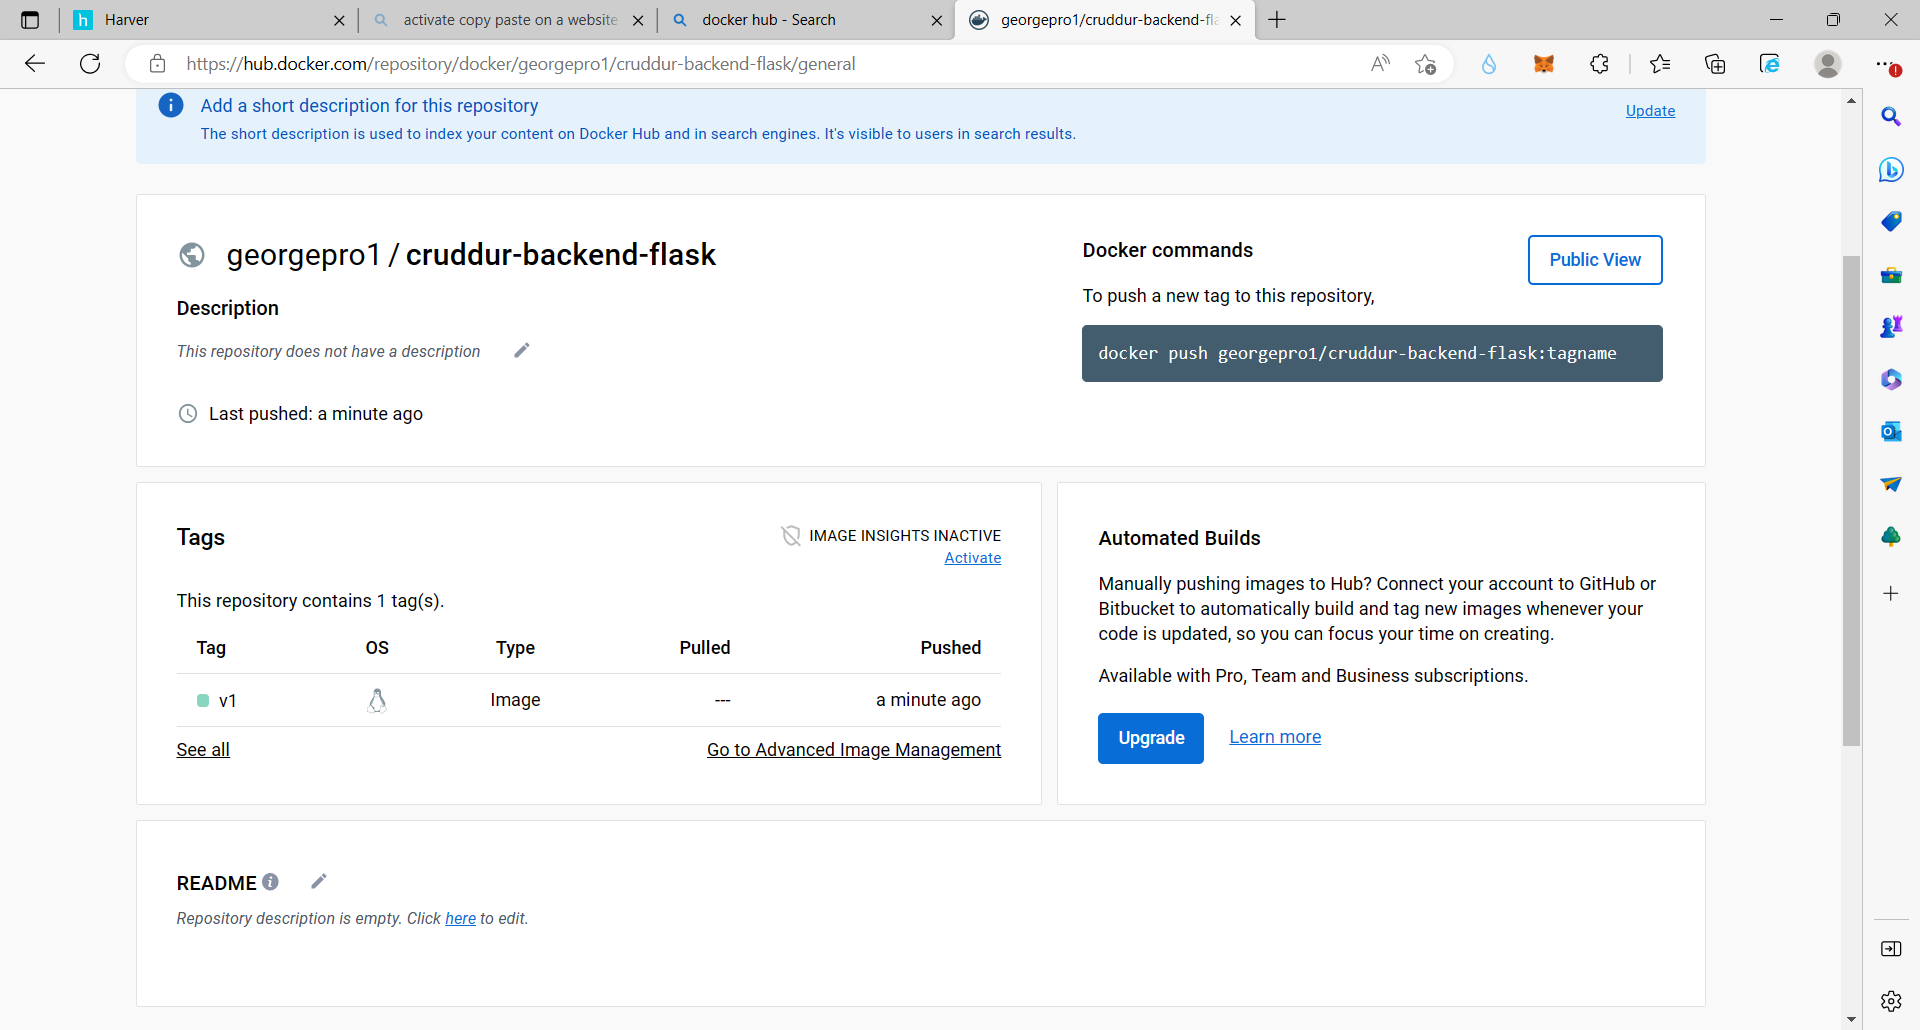 Harver
activate copy paste on a website
docker hub - Search
georgepro1/cruddur-backend-fla
https://hub.docker.com/repository/docker/georgepro1/cruddur-backend-flask/general
Add a short description for this repository
Update
The short description is used to index your content on Docker Hub and in search engines. It's visible to users in search results.
georgepro1 / cruddur-backend-flask
Description
This repository does not have a description
Last pushed: a minute ago
Docker commands
Public View
To push a new tag to this repository,
docker push georgepro1/cruddur-backend-flask:tagname
Tags
IMAGE INSIGHTS INACTIVE
Activate
This repository contains 1 tag(s).
Tag OS Type Pulled Pushed
v1 Image --- a minute ago
See all
Go to Advanced Image Management
Automated Builds
Manually pushing images to Hub? Connect your account to GitHub or
Bitbucket to automatically build and tag new images whenever your
code is updated, so you can focus your time on creating.
Available with Pro, Team and Business subscriptions.
Upgrade
Learn more
README
Repository description is empty. Click here to edit.